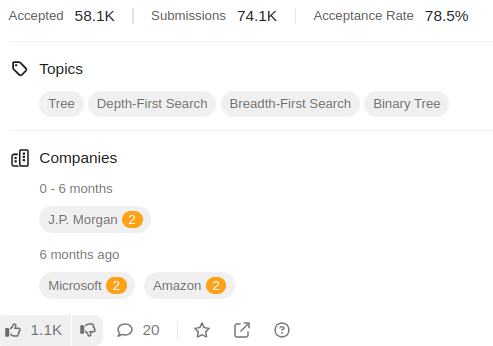 Accepted 58.1K Submissions 74.1K Acceptance Rate 78.5%
Topics
Tree Depth-First Search Breadth-First Search Binary Tree
Companies
0 - 6 months
J.P. Morgan 2
6 months ago
Microsoft 2 Amazon 2
1.1K 20